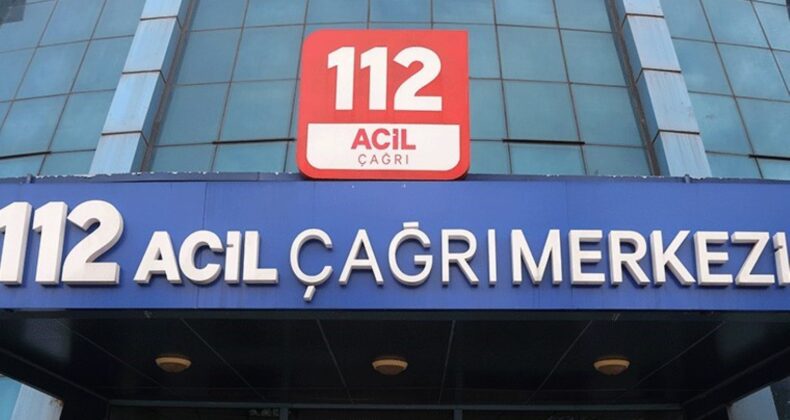 112
ACİL
ÇAĞRI
112 ACİL ÇAĞRI MERKEZİ